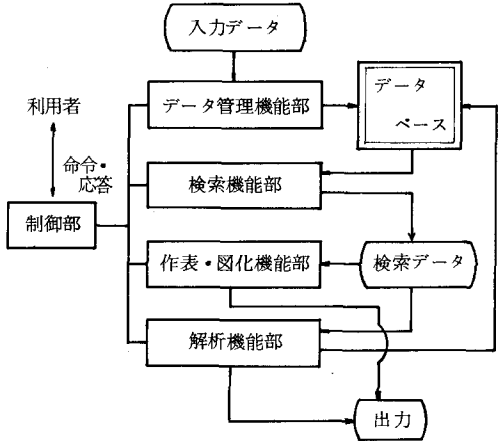 入力データ
利用者
データ管理機能部
データ
ベース
命令・
応答
検索機能部
制御部
作表・図化機能部
検索データ
解析機能部
出力